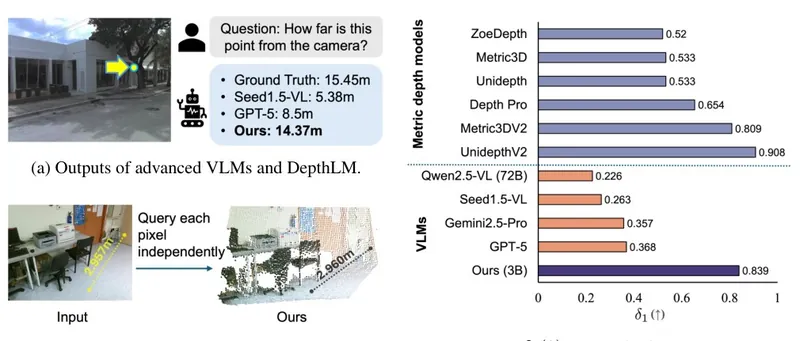 Question: How far is this
point from the camera?
• Ground Truth: 15.45m
• Seed1.5-VL: 5.38m
• GPT-5: 8.5m
• Ours: 14.37m
(a) Outputs of advanced VLMs and DepthLM.
Query each
pixel
independently
2.957m
2.960m
Input
Ours
Metric depth models
VLMs
ZoeDepth 0.52
Metric3D 0.533
Unidepth 0.533
Depth Pro 0.654
Metric3DV2 0.809
UnidepthV2 0.908
Qwen2.5-VL (72B) 0.226
Seed1.5-VL 0.263
Gemini2.5-Pro 0.357
GPT-5 0.368
Ours (3B) 0.839
0 0.2 0.4 0.6 0.8 1
δ₁ (↑)